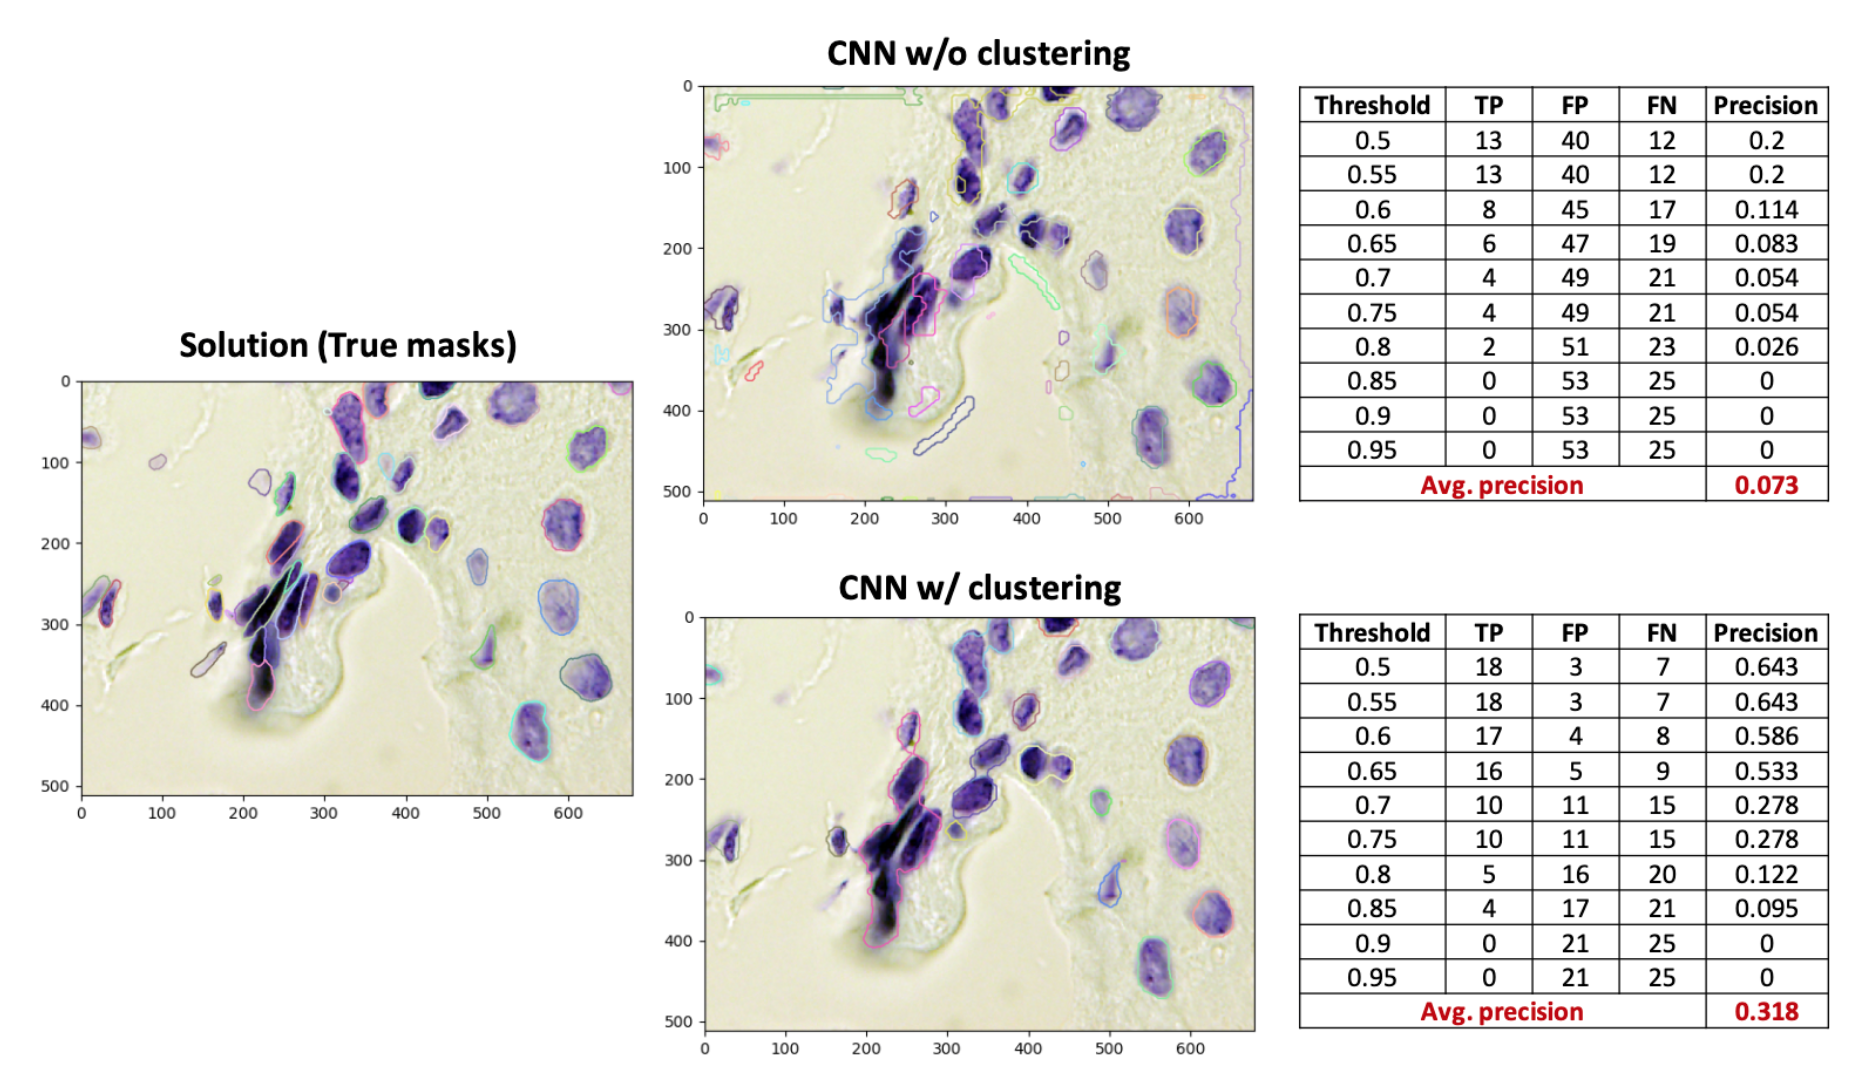 CNN w/o clustering
0
100
200
300
400
500
0 100 200 300 400 500 600
Threshold TP FP FN Precision
0.5 13 40 12 0.2
0.55 13 40 12 0.2
0.6 8 45 17 0.114
0.65 6 47 19 0.083
0.7 4 49 21 0.054
0.75 4 49 21 0.054
0.8 2 51 23 0.026
0.85 0 53 25 0
0.9 0 53 25 0
0.95 0 53 25 0
Avg. precision 0.073
Solution (True masks)
0
100
200
300
400
500
0 100 200 300 400 500 600
CNN w/ clustering
0
100
200
300
400
500
0 100 200 300 400 500 600
Threshold TP FP FN Precision
0.5 18 3 7 0.643
0.55 18 3 7 0.643
0.6 17 4 8 0.586
0.65 16 5 9 0.533
0.7 10 11 15 0.278
0.75 10 11 15 0.278
0.8 5 16 20 0.122
0.85 4 17 21 0.095
0.9 0 21 25 0
0.95 0 21 25 0
Avg. precision 0.318